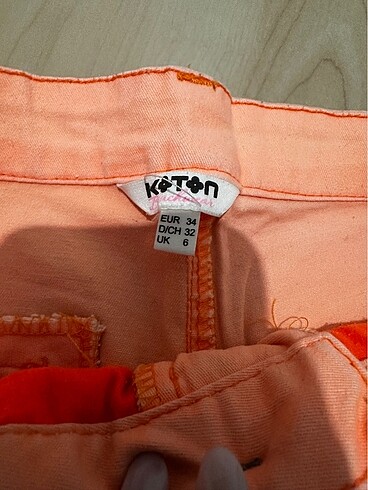 KOTON
EUR 34
D/CH 32
UK 6